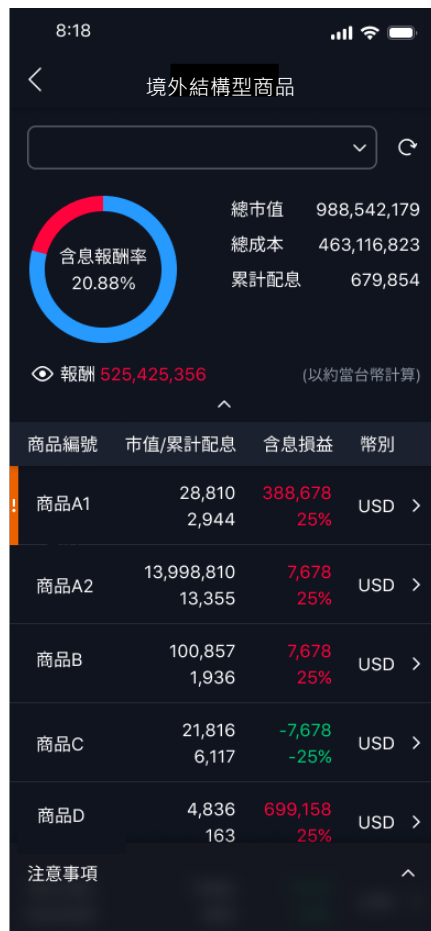 8:18
境外結構型商品
總市值 988,542,179
總成本 463,116,823
累計配息 679,854
含息報酬率
20.88%
報酬 525,425,356 (以約當台幣計算)
商品編號 市值/累計配息 含息損益 幣別
! 商品A1 28,810 388,678 USD
2,944 25%
商品A2 13,998,810 7,678 USD
13,355 25%
商品B 100,857 7,678 USD
1,936 25%
商品C 21,816 -7,678 USD
6,117 -25%
商品D 4,836 699,158 USD
163 25%
注意事項